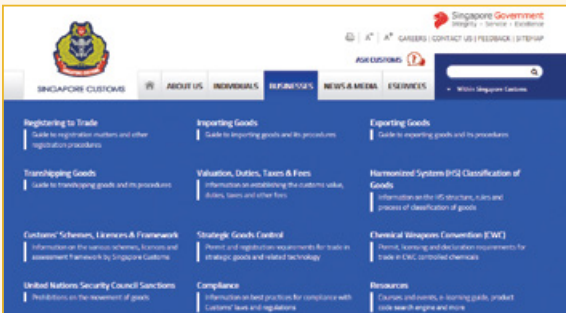 Singapore Government
Integrity · Service · Excellence
A⁻ A⁺ CAREERS | CONTACT US | FEEDBACK | SITEMAP
ASK CUSTOMS
SINGAPORE CUSTOMS
ABOUT US INDIVIDUALS BUSINESSES NEWS & MEDIA ESERVICES
Within Singapore Customs
Registering to Trade
Guide to registration matters and other
registration procedures
Importing Goods
Guide to importing goods and its procedures
Exporting Goods
Guide to exporting goods and its procedures
Transhipping Goods
Guide to transhipping goods and its procedures
Valuation, Duties, Taxes & Fees
Information on establishing the customs value,
duties, taxes and other fees
Harmonized System (HS) Classification of
Goods
Information on the HS structure, rules and
process of classification of goods
Customs' Schemes, Licences & Framework
Information on the various schemes, licences and
assessment framework by Singapore Customs
Strategic Goods Control
Permit and registration requirements for trade in
strategic goods and related technology
Chemical Weapons Convention (CWC)
Permit, licensing and declaration requirements for
trade in CWC controlled chemicals
United Nations Security Council Sanctions
Prohibitions on the movement of goods
Compliance
Information on best practices for compliance with
Customs' laws and regulations
Resources
Courses and events, e-learning guide, product
code search engine and more